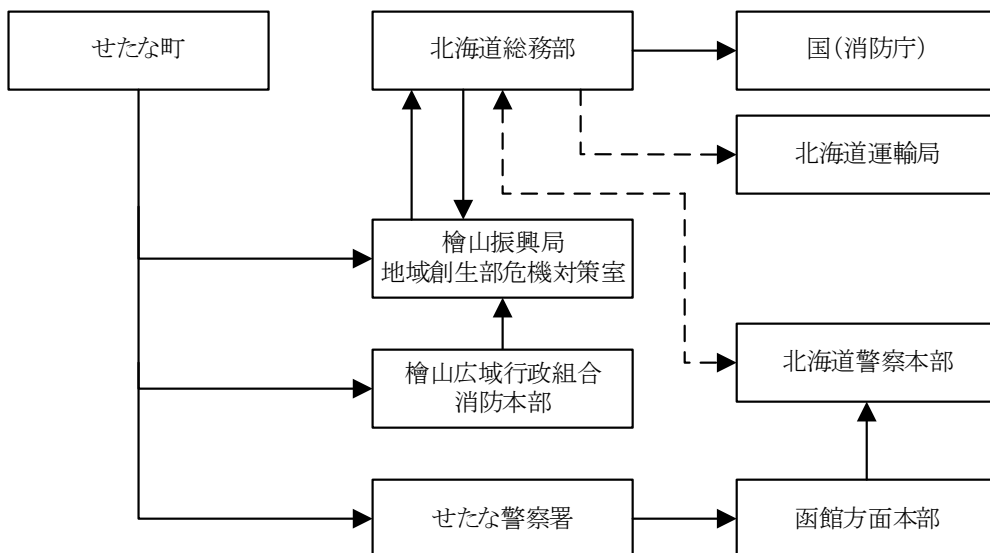 せたな町
北海道総務部
国(消防庁)
北海道運輸局
檜山振興局
地域創生部危機対策室
檜山広域行政組合
消防本部
北海道警察本部
せたな警察署
函館方面本部